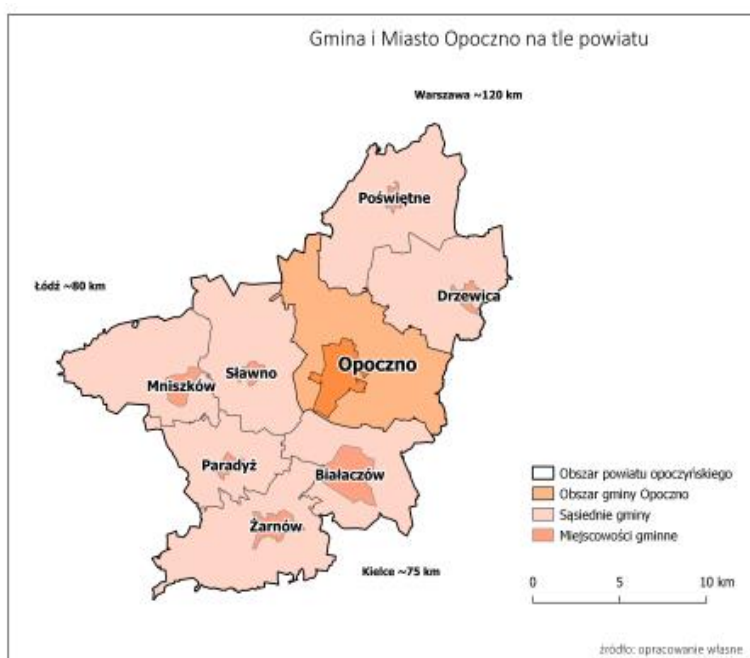 Gmina i Miasto Opoczno na tle powiatu
Warszawa ~120 km
Poświętne
Łódź ~80 km
Drzewica
Opoczno
Sławno
Mniszków
Paradyż
Białaczów
Żarnów
Kielce ~75 km
Obszar powiatu opoczyńskiego
Obszar gminy Opoczno
Sąsiednie gminy
Miejscowości gminne
0 5 10 km
źródło: opracowanie własne